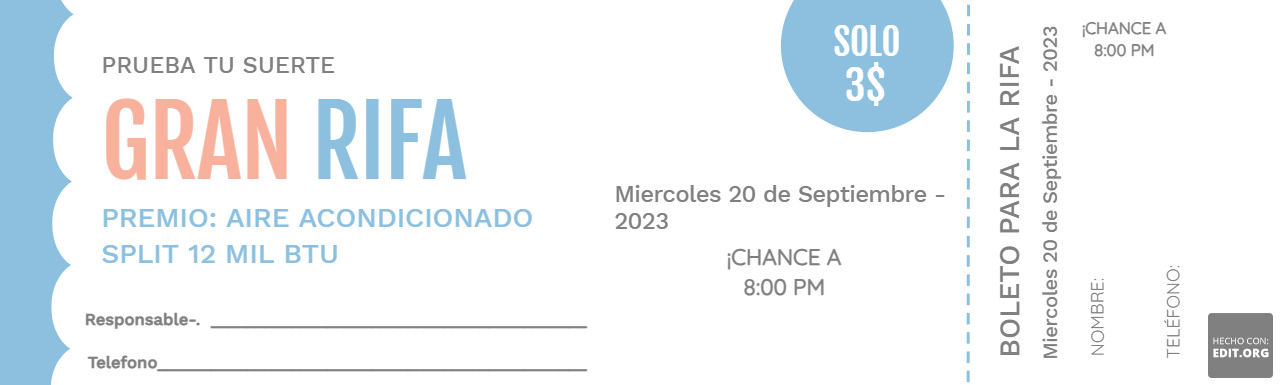 PRUEBA TU SUERTE
GRAN RIFA
PREMIO: AIRE ACONDICIONADO
SPLIT 12 MIL BTU
Responsable-. ___________________________
Telefono_______________________________
SOLO
3$
Miercoles 20 de Septiembre -
2023
¡CHANCE A
8:00 PM
BOLETO PARA LA RIFA
Miercoles 20 de Septiembre - 2023
¡CHANCE A
8:00 PM
NOMBRE:
TELÉFONO:
HECHO CON:
EDIT.ORG